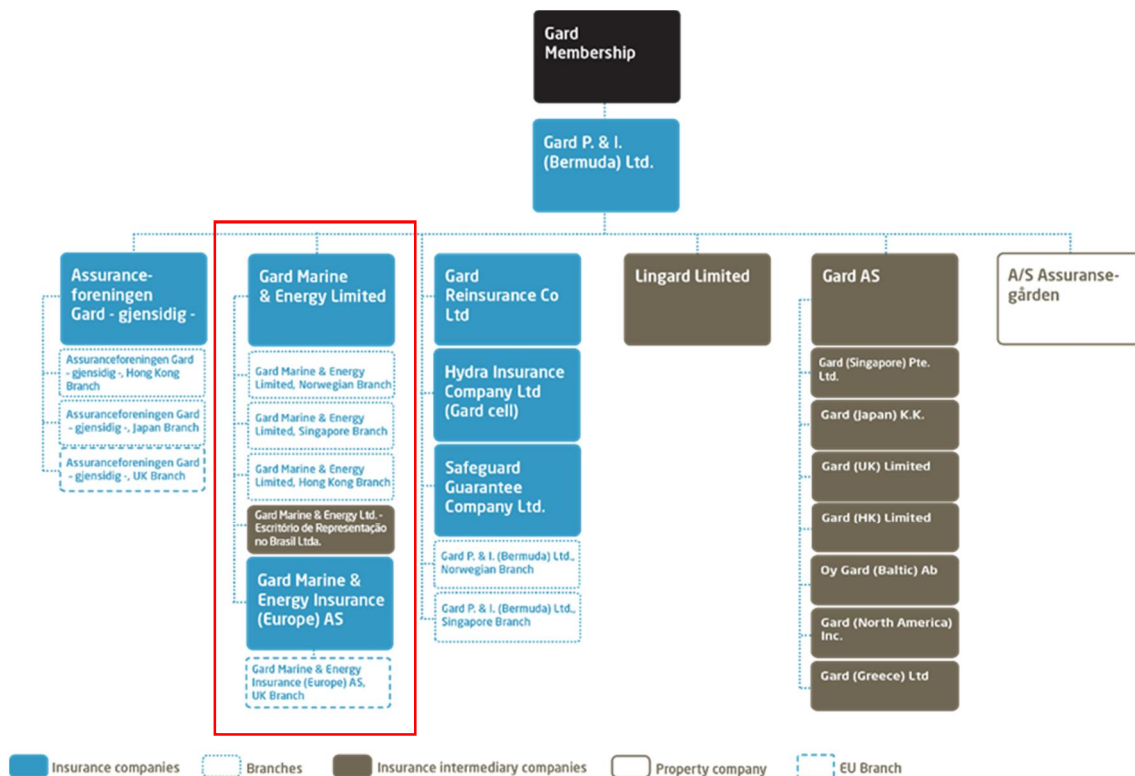 Gard
Membership
Gard P. & I.
(Bermuda) Ltd.
Assurance-
foreningen
Gard - gjensidig -
Assuranceforeningen Gard
- gjensidig -, Hong Kong
Branch
Assuranceforeningen Gard
- gjensidig -, Japan Branch
Assuranceforeningen Gard
- gjensidig -, UK Branch
Gard Marine
& Energy Limited
Gard Marine & Energy
Limited, Norwegian Branch
Gard Marine & Energy
Limited, Singapore Branch
Gard Marine & Energy
Limited, Hong Kong Branch
Gard Marine & Energy Ltd. -
Escritório de Representação
no Brasil Ltda.
Gard Marine &
Energy Insurance
(Europe) AS
Gard Marine & Energy
Insurance (Europe) AS,
UK Branch
Gard
Reinsurance Co
Ltd
Hydra Insurance
Company Ltd
(Gard cell)
Safeguard
Guarantee
Company Ltd.
Gard P. & I. (Bermuda) Ltd.,
Norwegian Branch
Gard P. & I. (Bermuda) Ltd.,
Singapore Branch
Lingard Limited
Gard AS
Gard (Singapore) Pte.
Ltd.
Gard (Japan) K.K.
Gard (UK) Limited
Gard (HK) Limited
Oy Gard (Baltic) Ab
Gard (North America)
Inc.
Gard (Greece) Ltd
A/S Assuranse-
gården
Insurance companies
Branches
Insurance intermediary companies
Property company
EU Branch